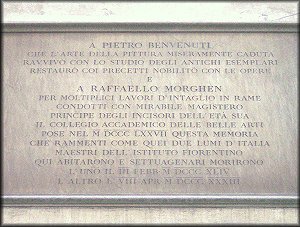 A PIETRO BENVENUTI
CHE L'ARTE DELLA PITTURA MISERAMENTE CADUTA
RAVVIVO CON LO STUDIO DEGLI ANTICHI ESEMPLARI
RESTAURÒ COI PRECETTI NOBILITÒ CON LE OPERE
E
A RAFFAELLO MORGHEN
PER MOLTIPLICI LAVORI D'INTAGLIO IN RAME
CONDOTTI CON MIRABILE MAGISTERO
PRINCIPE DEGLI INCISORI DELL'ETÀ SUA
IL COLLEGIO ACCADEMICO DELLE BELLE ARTI
POSE NEL M DCCC LXXVII QUESTA MEMORIA
CHE RAMMENTI COME QUEI DUE LUMI D'ITALIA
MAESTRI DELL'ISTITUTO FIORENTINO
QUI ABITARONO E SETTUAGENARI MORIRONO
L'UNO IL III FEBB M DCCC XLIV
L'ALTRO L'VIII APR M DCCC XXXIII